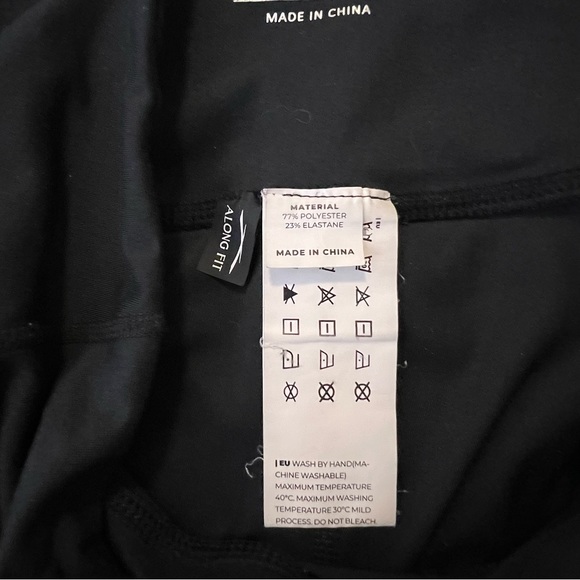 MADE IN CHINA
ALONG FIT
MATERIAL
77% POLYESTER
23% ELASTANE
MADE IN CHINA
| EU WASH BY HAND(MA-
CHINE WASHABLE)
MAXIMUM TEMPERATURE
40°C. MAXIMUM WASHING
TEMPERATURE 30°C MILD
PROCESS. DO NOT BLEACH.